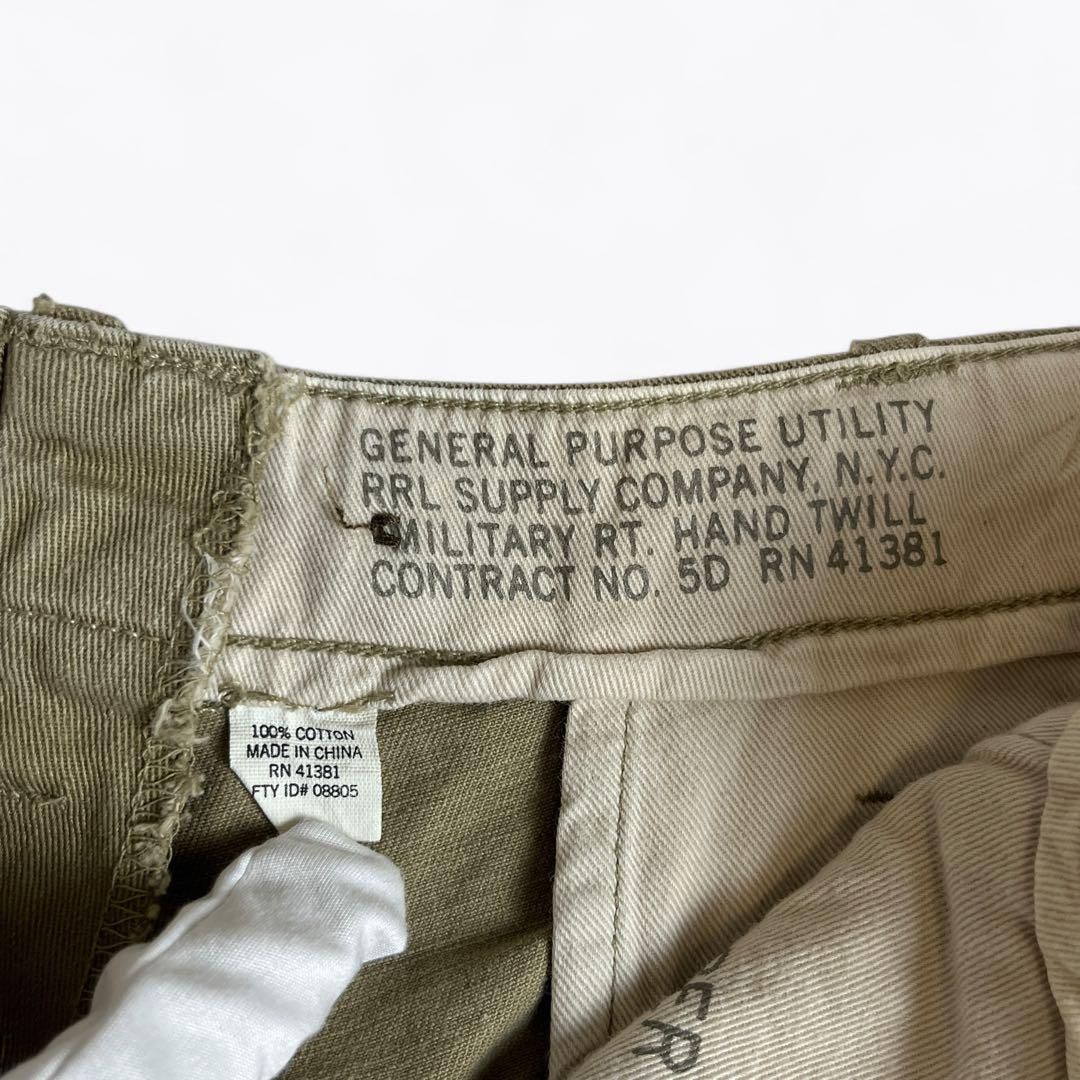 GENERAL PURPOSE UTILITY
RRL SUPPLY COMPANY, N.Y.C.
MILITARY RT. HAND TWILL
CONTRACT NO. 5D RN 41381
100% COTTON
MADE IN CHINA
RN 41381
FTY ID# 08805